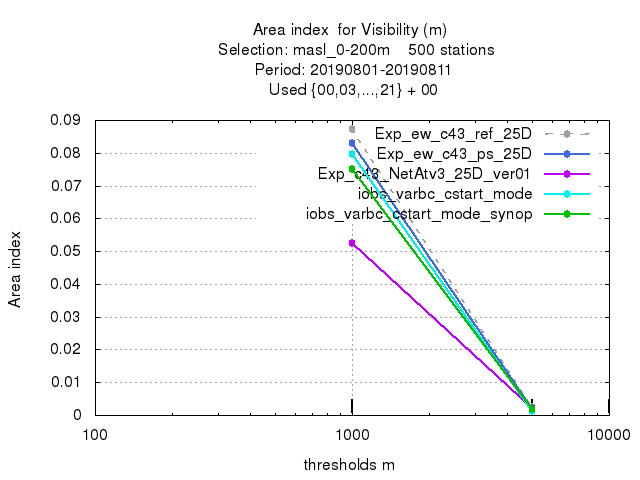 Area index  for Visibility (m)
Selection: masl_0-200m    500 stations
Period: 20190801-20190811
Used {00,03,...,21} + 00
0.09
0.08
0.07
0.06
0.05
0.04
0.03
0.02
0.01
0
Area index
Exp_ew_c43_ref_25D
Exp_ew_c43_ps_25D
Exp_c43_NetAtv3_25D_ver01
iobs_varbc_cstart_mode
iobs_varbc_cstart_mode_synop
100
1000
10000
thresholds m